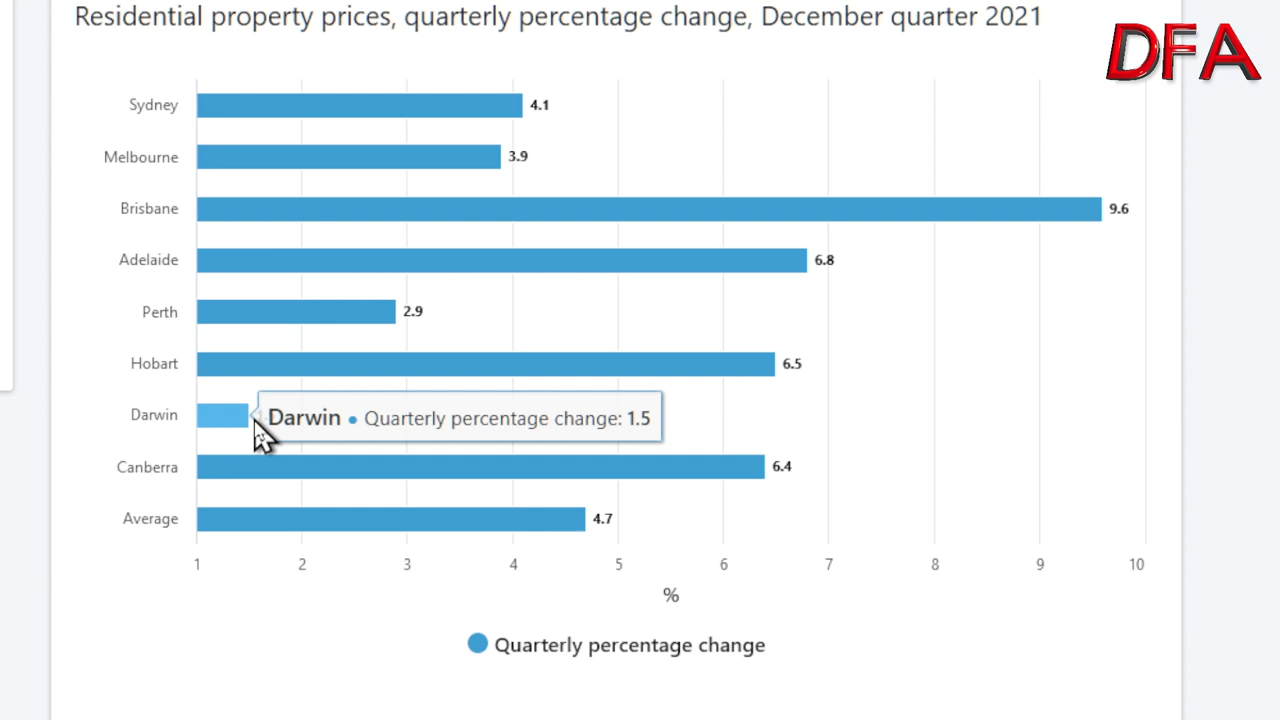 Residential property prices, quarterly percentage change, December quarter 2021
DFA
Sydney 4.1
Melbourne 3.9
Brisbane 9.6
Adelaide 6.8
Perth 2.9
Hobart 6.5
Darwin Darwin • Quarterly percentage change: 1.5
Canberra 6.4
Average 4.7
1 2 3 4 5 6 7 8 9 10
%
Quarterly percentage change